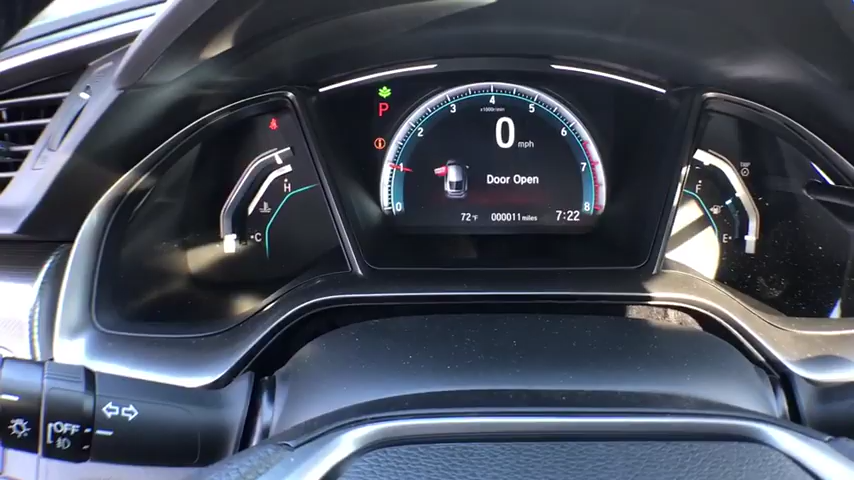 P
3 4 5
x1000r/min
2 6
0 mph
1 7
H
Door Open
F
0 8
72°F 000011 miles 7:22
C
E
OFF